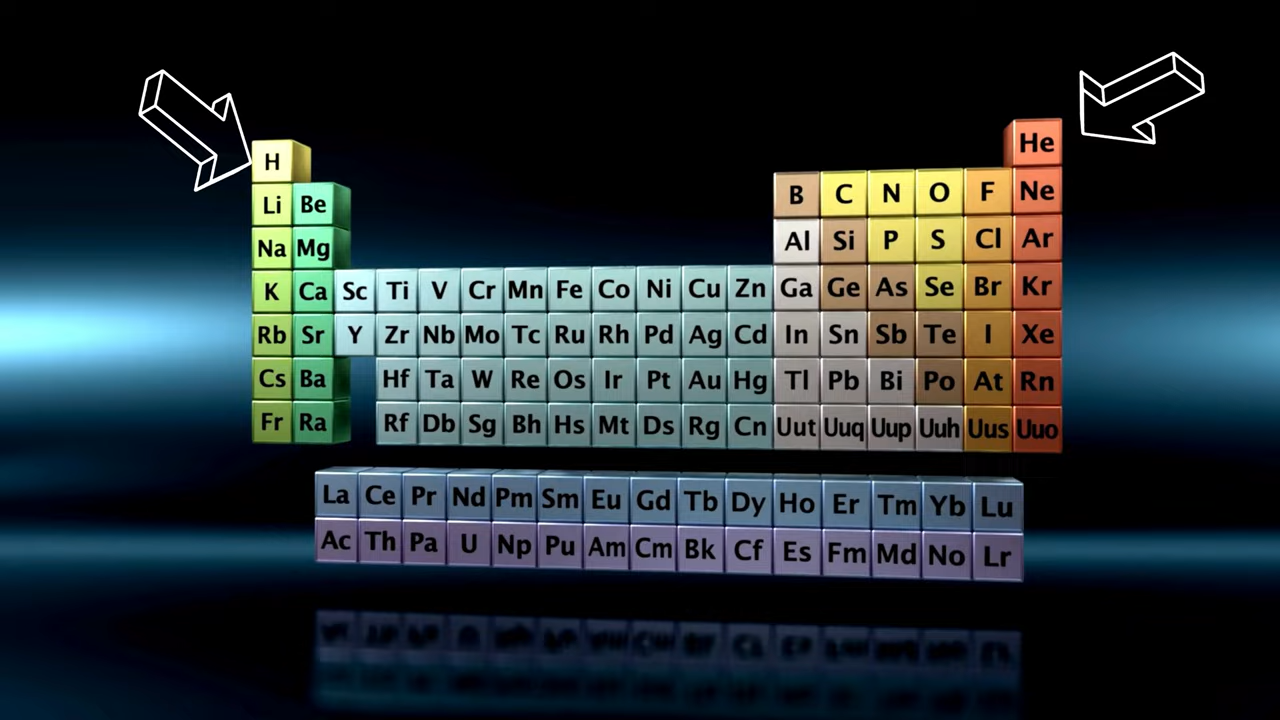 H He
Li Be B C N O F Ne
Na Mg Al Si P S Cl Ar
K Ca Sc Ti V Cr Mn Fe Co Ni Cu Zn Ga Ge As Se Br Kr
Rb Sr Y Zr Nb Mo Tc Ru Rh Pd Ag Cd In Sn Sb Te I Xe
Cs Ba Hf Ta W Re Os Ir Pt Au Hg Tl Pb Bi Po At Rn
Fr Ra Rf Db Sg Bh Hs Mt Ds Rg Cn Uut Uuq Uup Uuh Uus Uuo
La Ce Pr Nd Pm Sm Eu Gd Tb Dy Ho Er Tm Yb Lu
Ac Th Pa U Np Pu Am Cm Bk Cf Es Fm Md No Lr